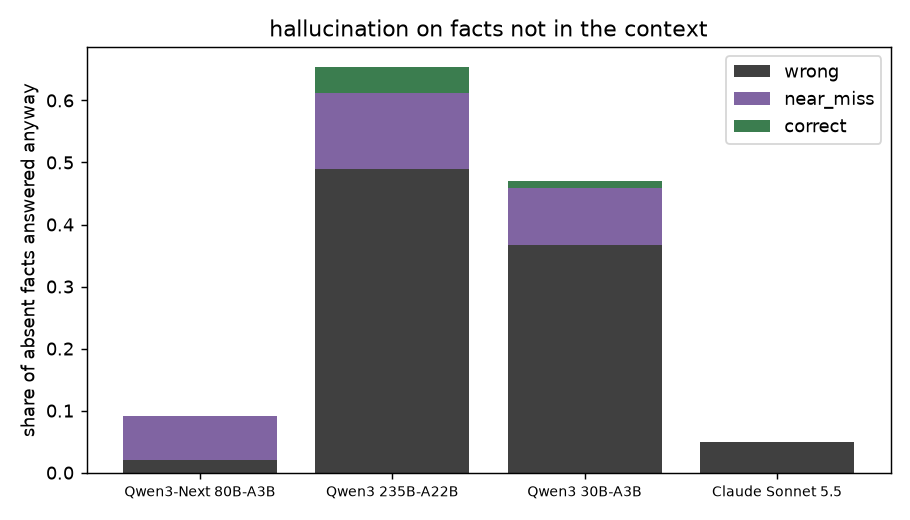 hallucination on facts not in the context
wrong
near_miss
correct
share of absent facts answered anyway
0.6
0.5
0.4
0.3
0.2
0.1
0.0
Qwen3-Next 80B-A3B
Qwen3 235B-A22B
Qwen3 30B-A3B
Claude Sonnet 5.5